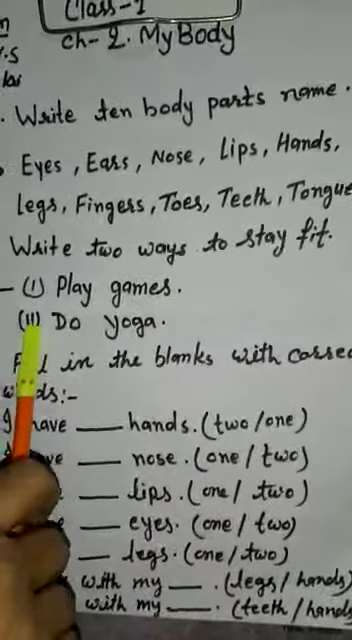 Class-1
Ch-2. My Body
Write ten body parts name.
Eyes, Ears, Nose, Lips, Hands,
legs, Fingers, Toes, Teeth, Tongue
Write two ways to stay fit.
- (I) Play games.
(II) Do yoga.
in the blanks with
have ___ hands. (two/one)
___ nose. (one/two)
___ lips. (one/two)
___ eyes. (one/two)
___ legs. (one/two)
with my ___. (legs/hands)
with my ___. (teeth/hands